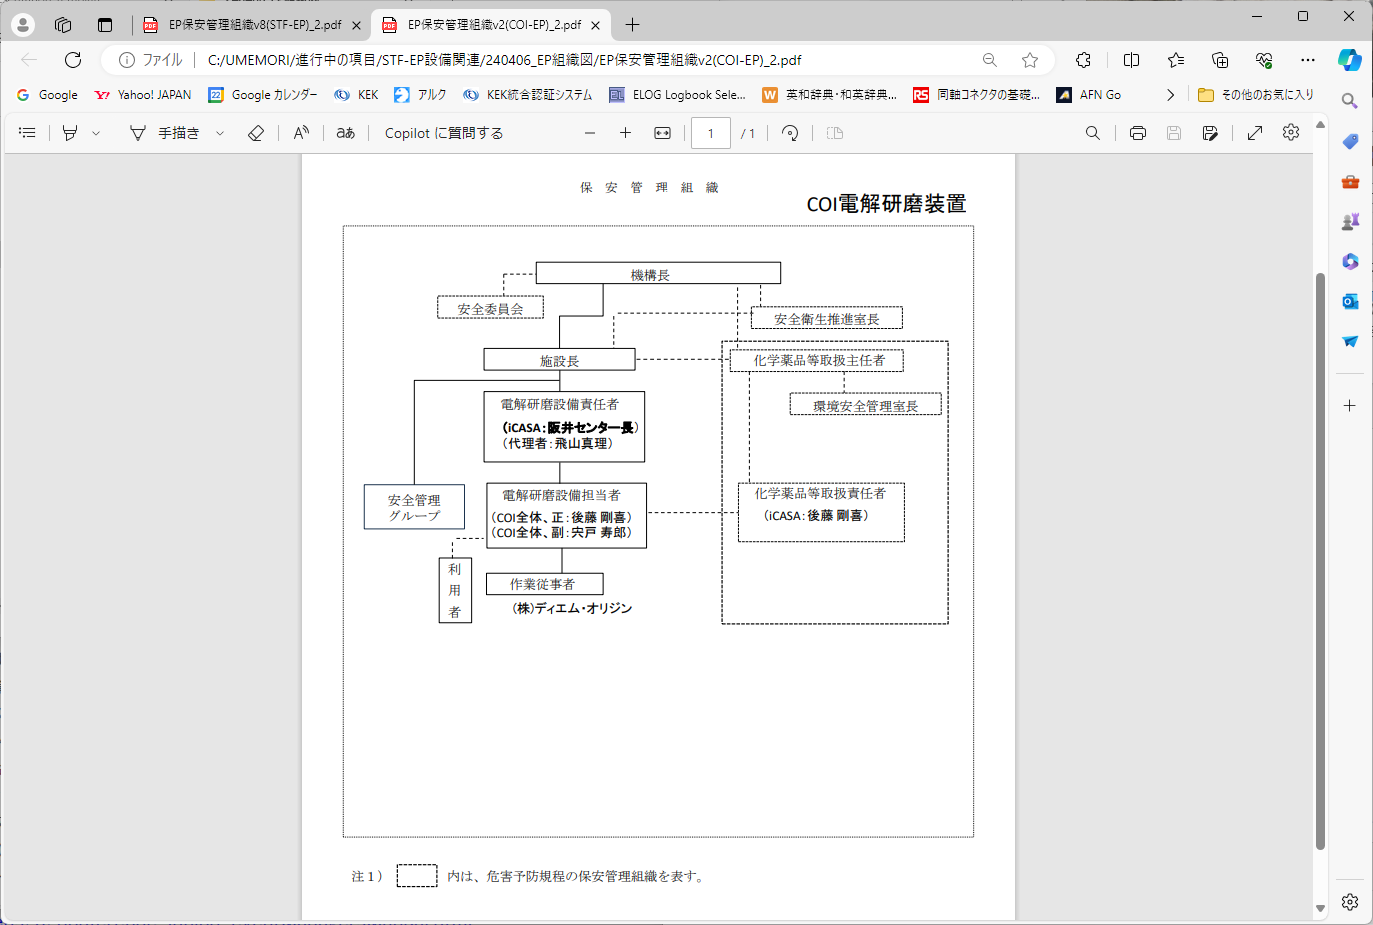 EP保安管理組織v8(STF-EP)_2.pdf
EP保安管理組織v2(COI-EP)_2.pdf
ファイル
C:/UMEMORI/進行中の項目/STF-EP設備関連/240406_EP組織図/EP保安管理組織v2(COI-EP)_2.pdf
Google
Yahoo! JAPAN
Google カレンダー
KEK
アルク
KEK統合認証システム
ELOG Logbook Sele...
英和辞典・和英辞典...
同軸コネクタの基礎...
AFN Go
その他のお気に入り
手書き
aあ
Copilot に質問する
1 / 1
保 安 管 理 組 織
COI電解研磨装置
機構長
安全委員会
安全衛生推進室長
施設長
化学薬品等取扱主任者
環境安全管理室長
電解研磨設備責任者
(iCASA：阪井センター長)
(代理者：飛山真理)
安全管理
グループ
電解研磨設備担当者
(COI全体、正：後藤 剛喜)
(COI全体、副：宍戸 寿郎)
化学薬品等取扱責任者
(iCASA：後藤 剛喜)
利
用
者
作業従事者
(株)ディエム・オリジン
注１） 内は、危害予防規程の保安管理組織を表す。